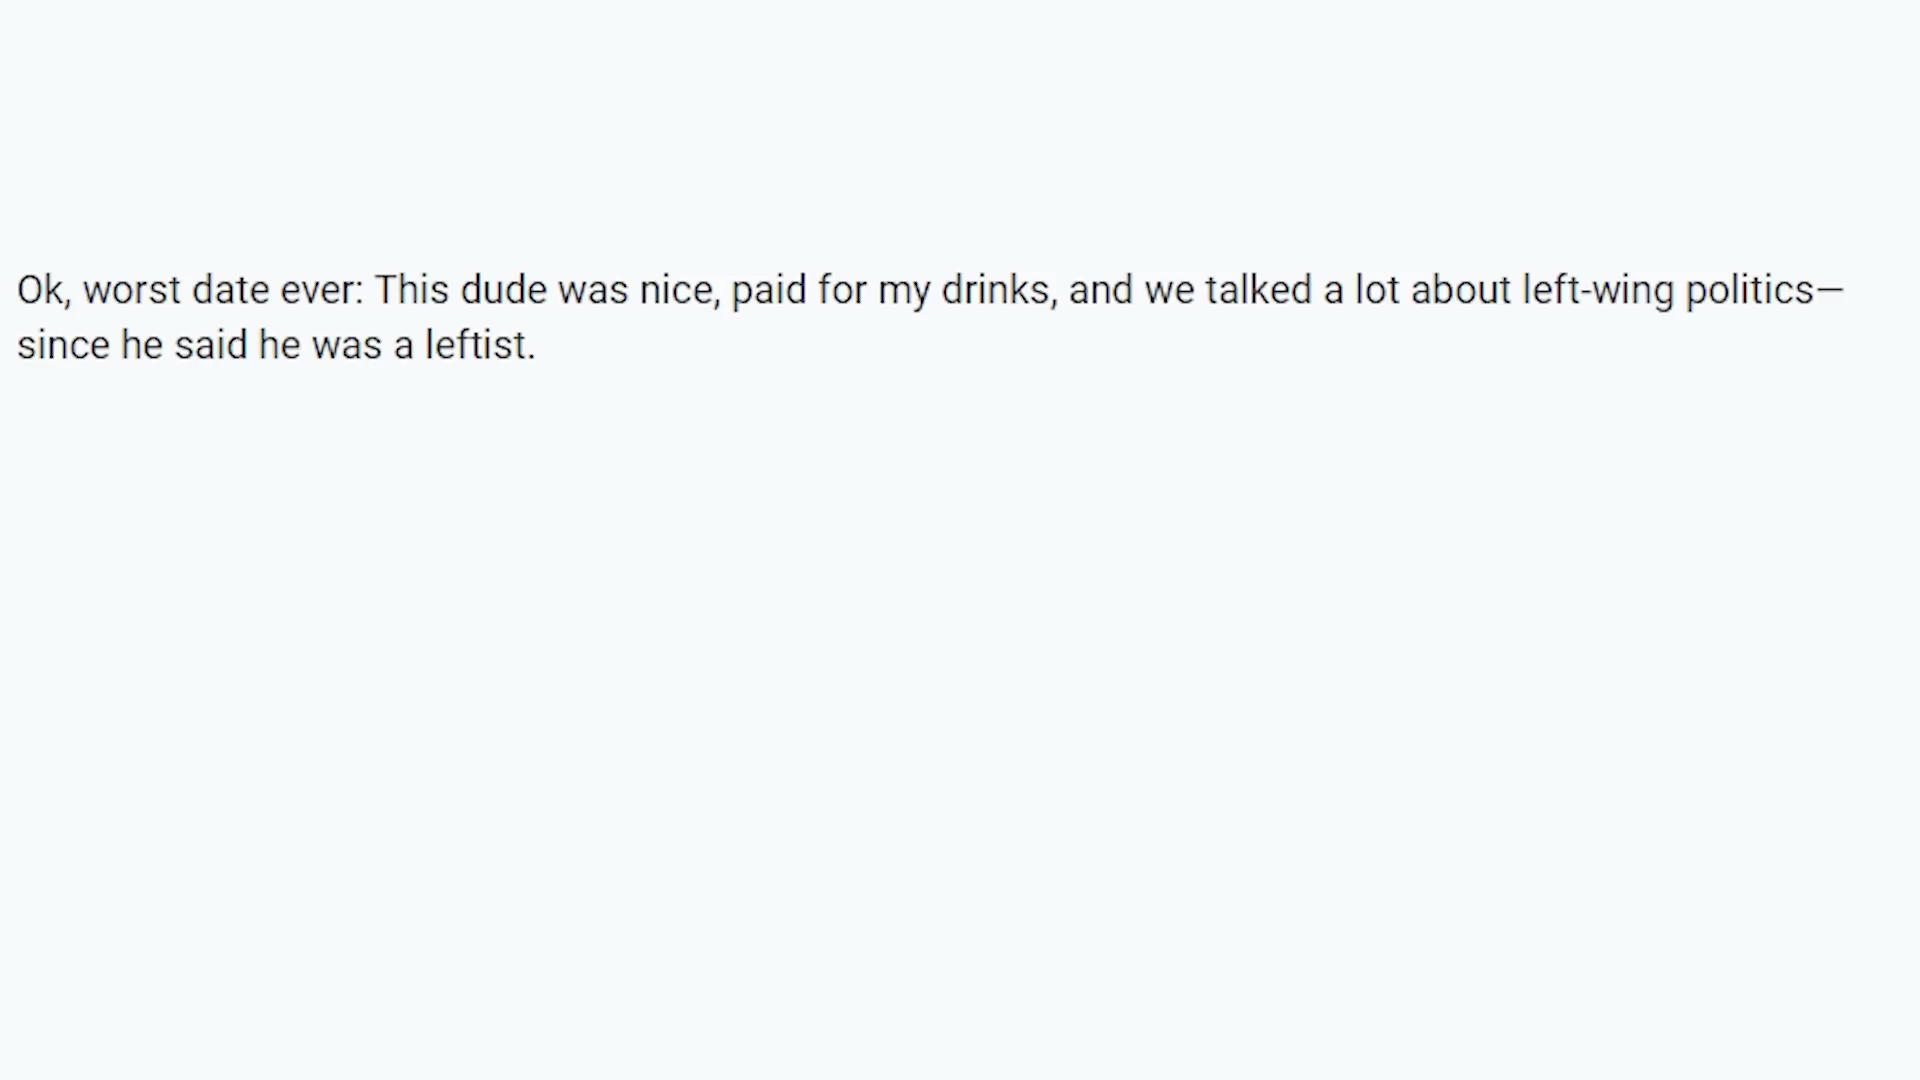 Ok, worst date ever: This dude was nice, paid for my drinks, and we talked a lot about left-wing politics—
since he said he was a leftist.